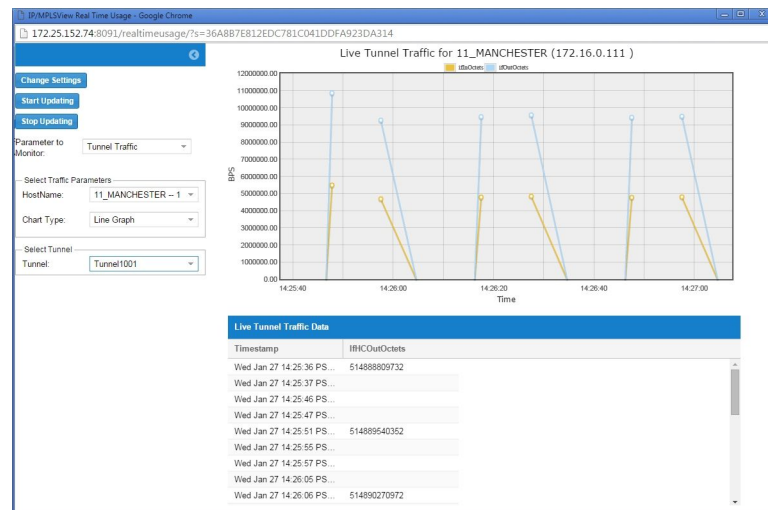 IP/MPLSView Real Time Usage - Google Chrome
172.25.152.74:8091/realtimeusage/?s=36A8B7E812EDC781C041DDFA923DA314
Change Settings
Start Updating
Stop Updating
Parameter to Monitor: Tunnel Traffic
Select Traffic Parameters
HostName: 11_MANCHESTER -- 1
Chart Type: Line Graph
Select Tunnel
Tunnel: Tunnel1001
Live Tunnel Traffic for 11_MANCHESTER (172.16.0.111 )
ifInOctets ifOutOctets
12000000.00
11000000.00
10000000.00
9000000.00
8000000.00
7000000.00
6000000.00
5000000.00
4000000.00
3000000.00
2000000.00
1000000.00
0.00
BPS
14:25:40 14:26:00 14:26:20 14:26:40 14:27:00
Time
Live Tunnel Traffic Data
Timestamp IfHCOutOctets
Wed Jan 27 14:25:36 PS... 514888809732
Wed Jan 27 14:25:37 PS...
Wed Jan 27 14:25:46 PS...
Wed Jan 27 14:25:47 PS...
Wed Jan 27 14:25:51 PS... 514889540352
Wed Jan 27 14:25:55 PS...
Wed Jan 27 14:25:57 PS...
Wed Jan 27 14:26:05 PS...
Wed Jan 27 14:26:06 PS... 514890270972